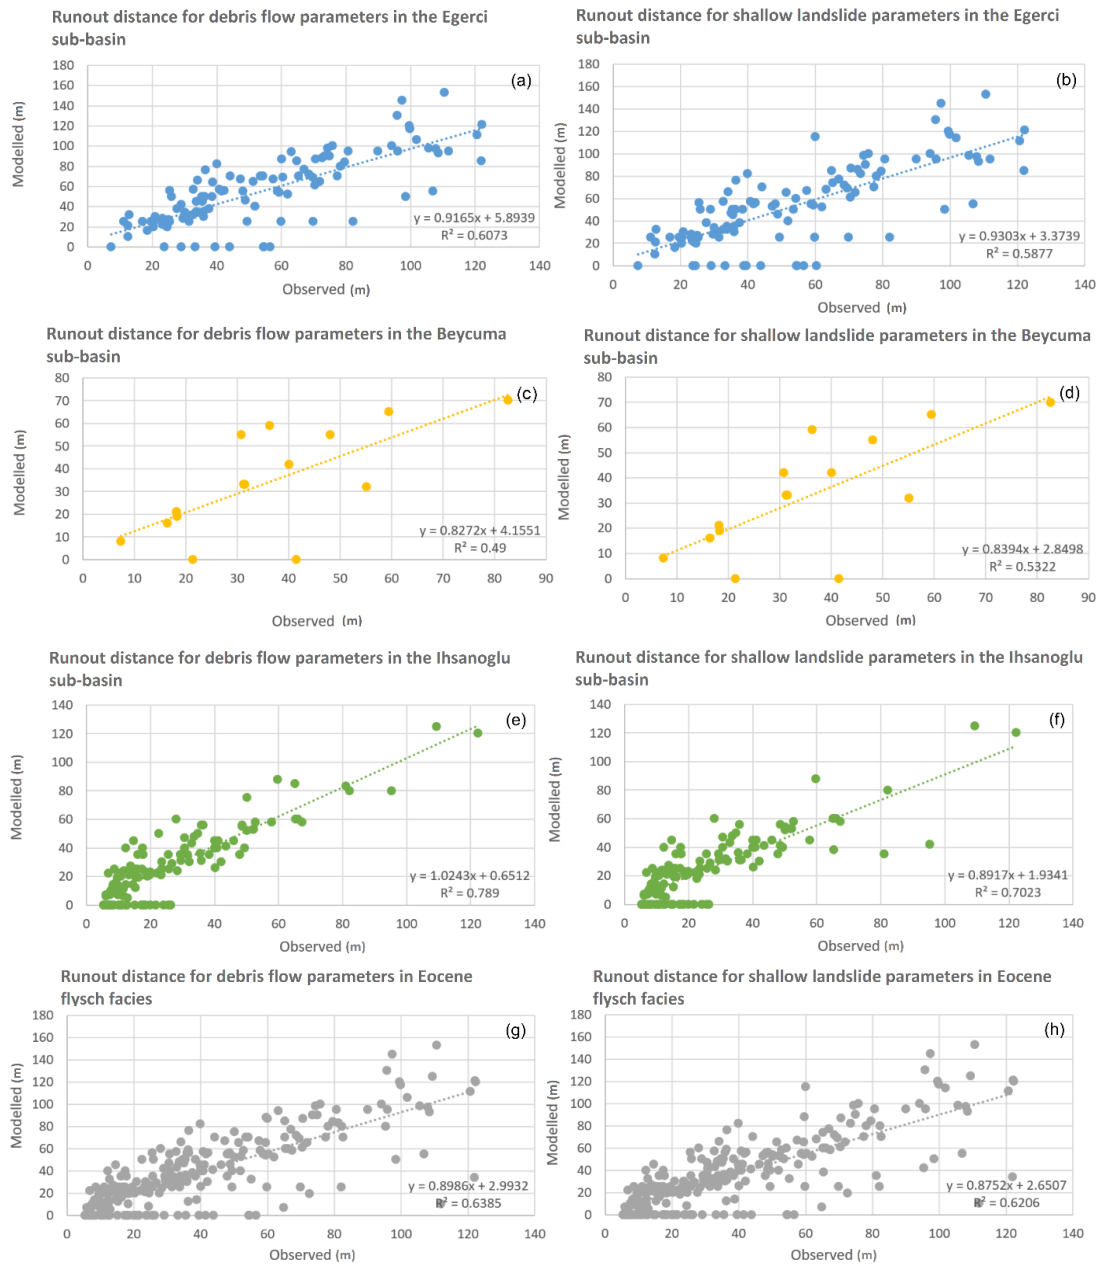 Runout distance for debris flow parameters in the Egerci
sub-basin
180
160
140
120
100
80
60
40
20
0
0 20 40 60 80 100 120 140
Modelled (m)
Observed (m)
(a)
y = 0.9165x + 5.8939
R² = 0.6073
Runout distance for shallow landslide parameters in the Egerci
sub-basin
180
160
140
120
100
80
60
40
20
0
0 20 40 60 80 100 120 140
Modelled (m)
Observed (m)
(b)
y = 0.9303x + 3.3739
R² = 0.5877
Runout distance for debris flow parameters in the Beycuma
sub-basin
80
70
60
50
40
30
20
10
0
0 10 20 30 40 50 60 70 80 90
Modelled (m)
Observed (m)
(c)
y = 0.8272x + 4.1551
R² = 0.49
Runout distance for shallow landslide parameters in the Beycuma
sub-basin
80
70
60
50
40
30
20
10
0
0 10 20 30 40 50 60 70 80 90
Modelled (m)
Observed (m)
(d)
y = 0.8394x + 2.8498
R² = 0.5322
Runout distance for debris flow parameters in the Ihsanoglu
sub-basin
140
120
100
80
60
40
20
0
0 20 40 60 80 100 120 140
Modelled (m)
Observed (m)
(e)
y = 1.0243x + 0.6512
R² = 0.789
Runout distance for shallow landslide parameters in the Ihsanoglu
sub-basin
140
120
100
80
60
40
20
0
0 20 40 60 80 100 120 140
Modelled (m)
Observed (m)
(f)
y = 0.8917x + 1.9341
R² = 0.7023
Runout distance for debris flow parameters in Eocene
flysch facies
180
160
140
120
100
80
60
40
20
0
0 20 40 60 80 100 120 140
Modelled (m)
Observed (m)
(g)
y = 0.8986x + 2.9932
R² = 0.6385
Runout distance for shallow landslide parameters in Eocene
flysch facies
180
160
140
120
100
80
60
40
20
0
0 20 40 60 80 100 120 140
Modelled (m)
Observed (m)
(h)
y = 0.8752x + 2.6507
R² = 0.6206